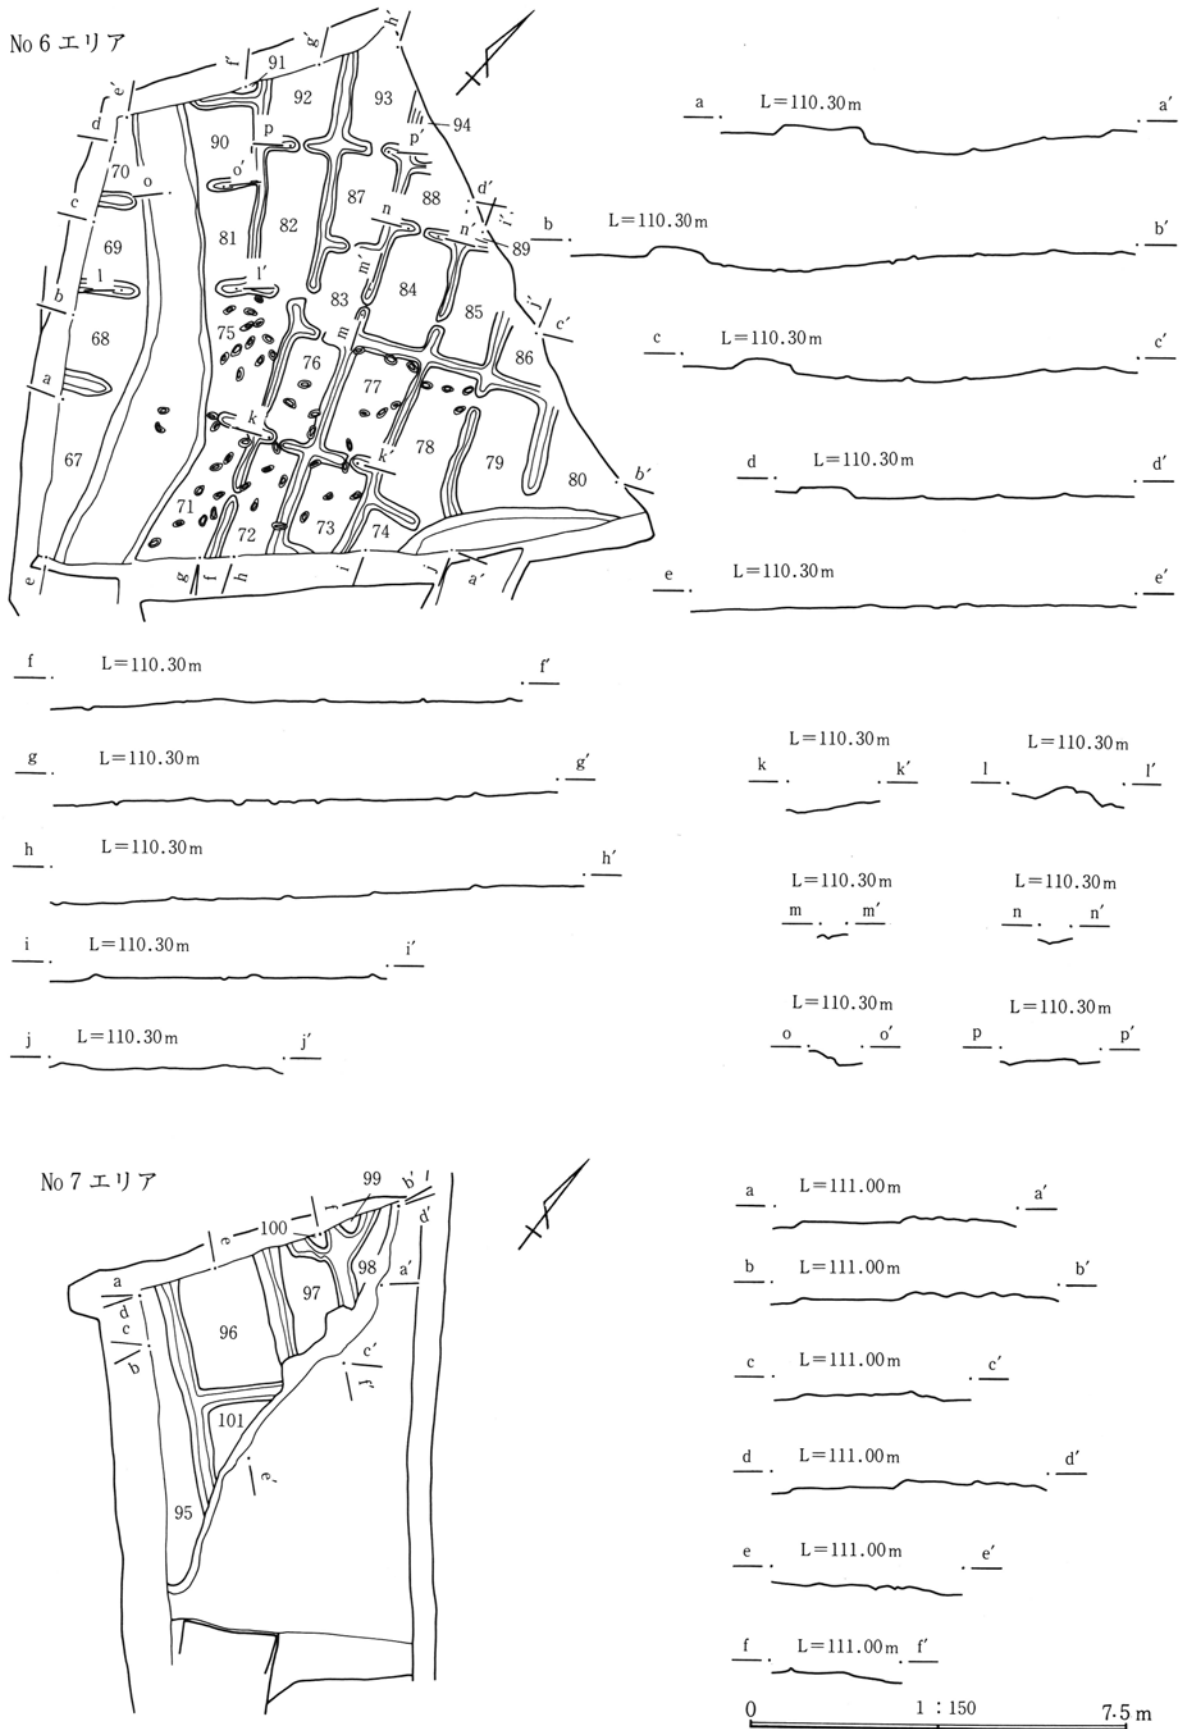 No 6 エリア
h′
g′
f′
91
e′
92
93
d
94
90
p
p′
70
o
o′
d′
c
87
88
i′
82
n
n′
89
69
81
l
l′
m′
b
83
84
j′
c′
75
85
68
m
86
76
a
77
k
67
78
k′
79
80
b′
71
72
73
74
e
g
f
h
i
j
a′
a L=110.30m a′
b L=110.30m b′
c L=110.30m c′
d L=110.30m d′
e L=110.30m e′
f L=110.30m f′
g L=110.30m g′
h L=110.30m h′
i L=110.30m i′
j L=110.30m j′
k L=110.30m k′
l L=110.30m l′
m L=110.30m m′
n L=110.30m n′
o L=110.30m o′
p L=110.30m p′
No 7 エリア
99
b′
100
f
d′
e
98
a
a′
97
d
c
96
b
c′
f′
101
e′
95
a L=111.00m a′
b L=111.00m b′
c L=111.00m c′
d L=111.00m d′
e L=111.00m e′
f L=111.00m f′
0 1:150 7.5m